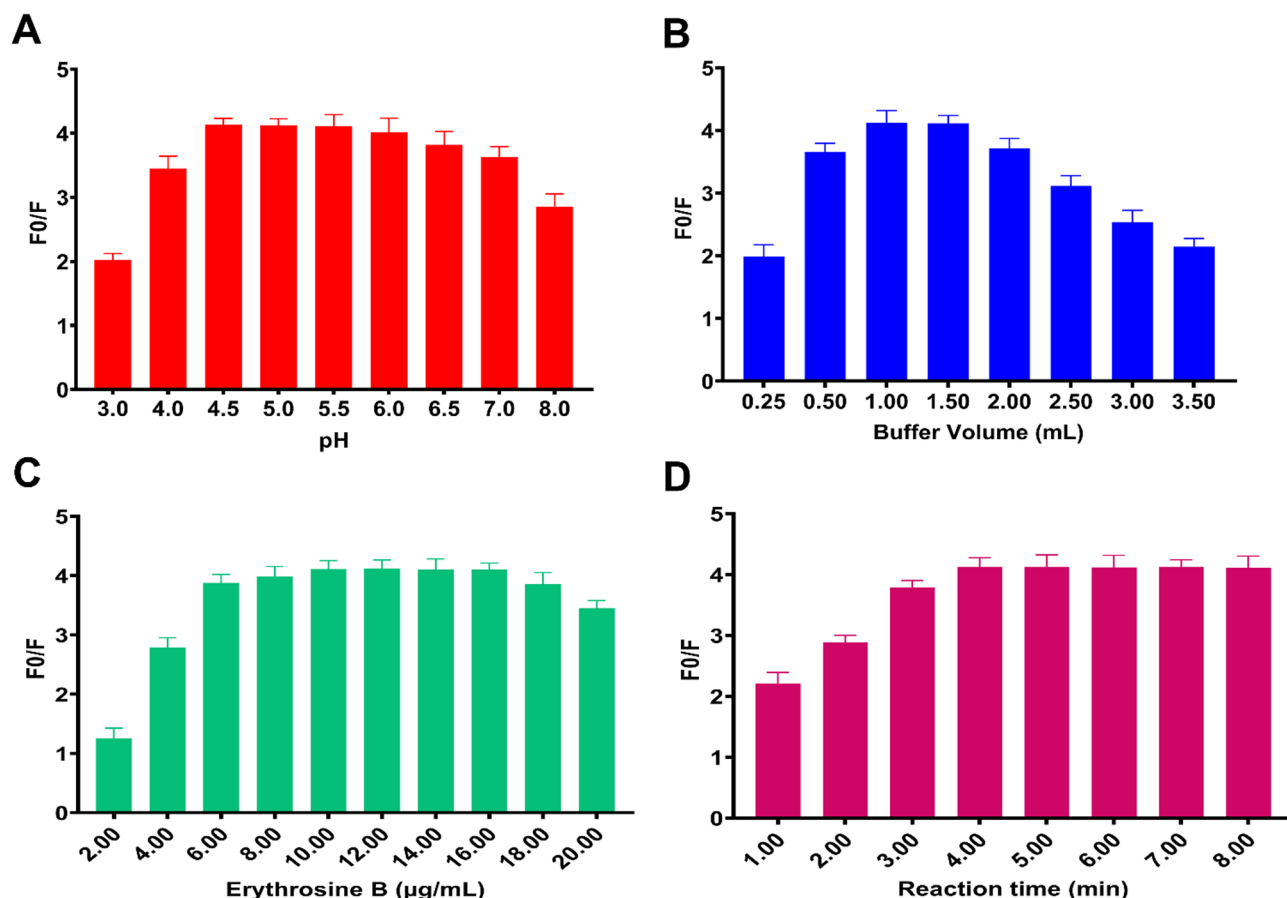 A
F0/F
5
4
3
2
1
0
3.0 4.0 4.5 5.0 5.5 6.0 6.5 7.0 8.0
pH
B
F0/F
5
4
3
2
1
0
0.25 0.50 1.00 1.50 2.00 2.50 3.00 3.50
Buffer Volume (mL)
C
F0/F
5
4
3
2
1
0
2.00 4.00 6.00 8.00 10.00 12.00 14.00 16.00 18.00 20.00
Erythrosine B (µg/mL)
D
F0/F
5
4
3
2
1
0
1.00 2.00 3.00 4.00 5.00 6.00 7.00 8.00
Reaction time (min)